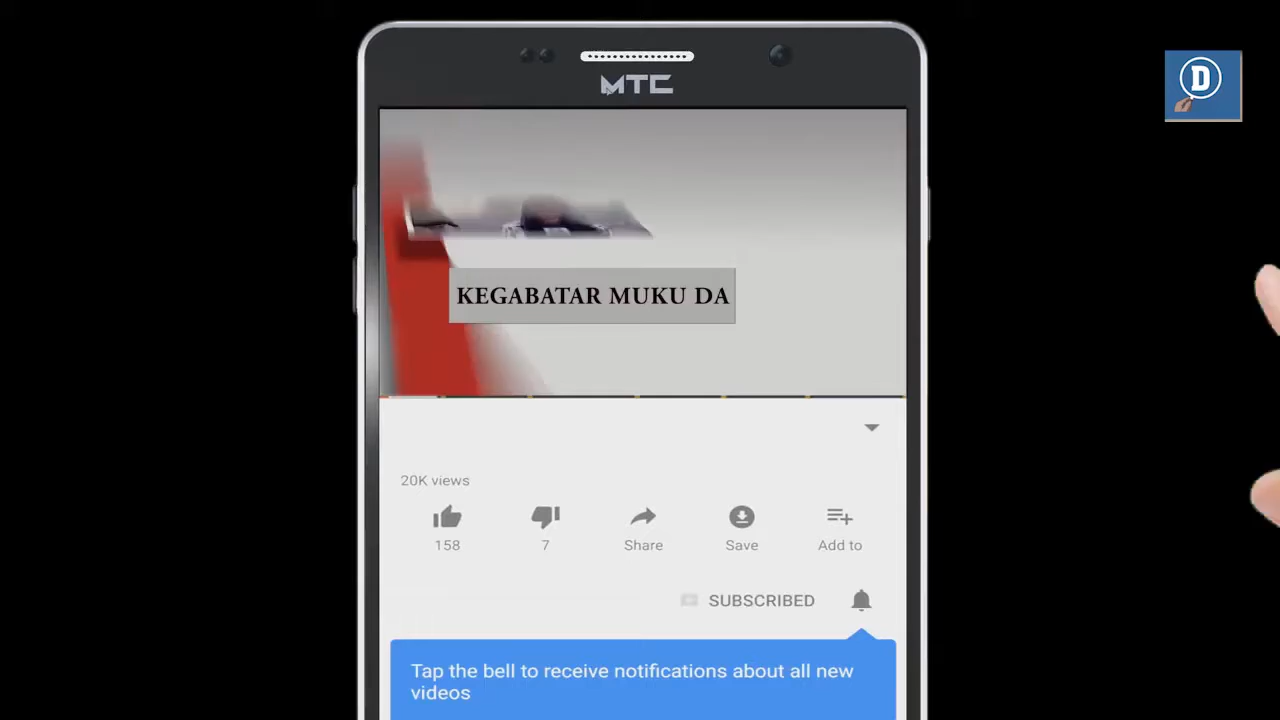 MTC
D
KEGABATAR MUKU DA
20K views
158
7
Share
Save
Add to
SUBSCRIBED
Tap the bell to receive notifications about all new
videos